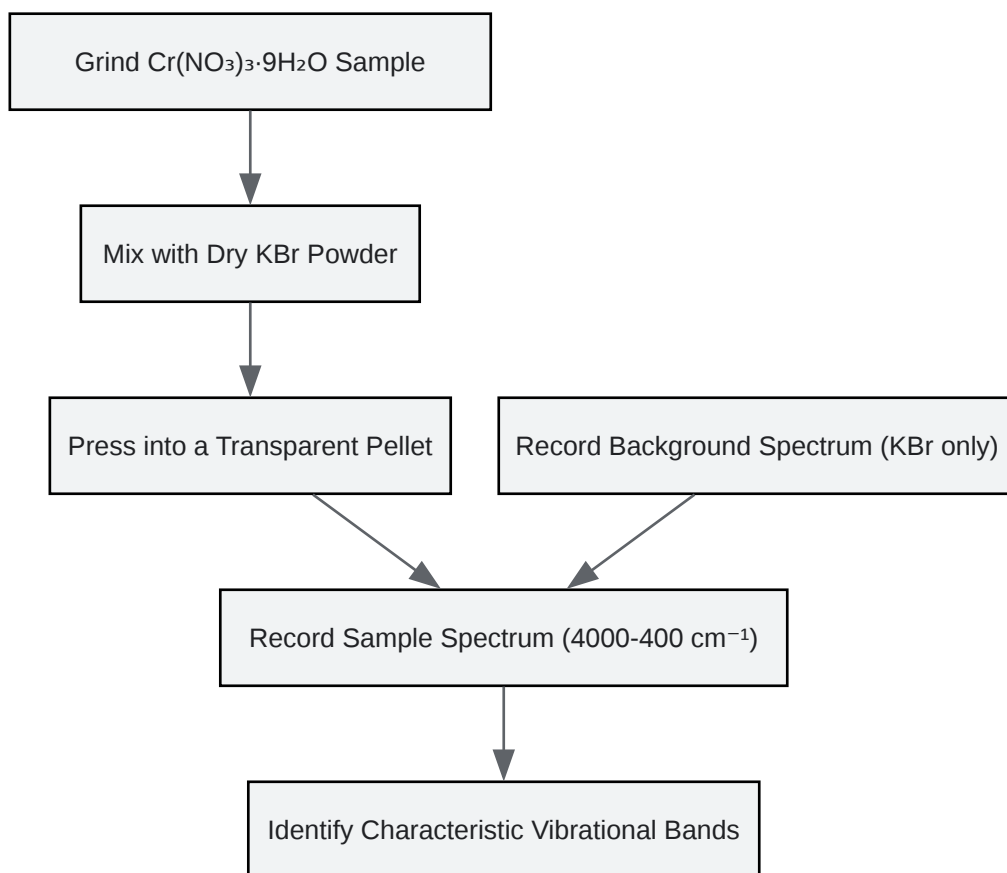 Grind Cr(NO₃)₃·9H₂O Sample
Mix with Dry KBr Powder
Press into a Transparent Pellet
Record Background Spectrum (KBr only)
Record Sample Spectrum (4000-400 cm⁻¹)
Identify Characteristic Vibrational Bands